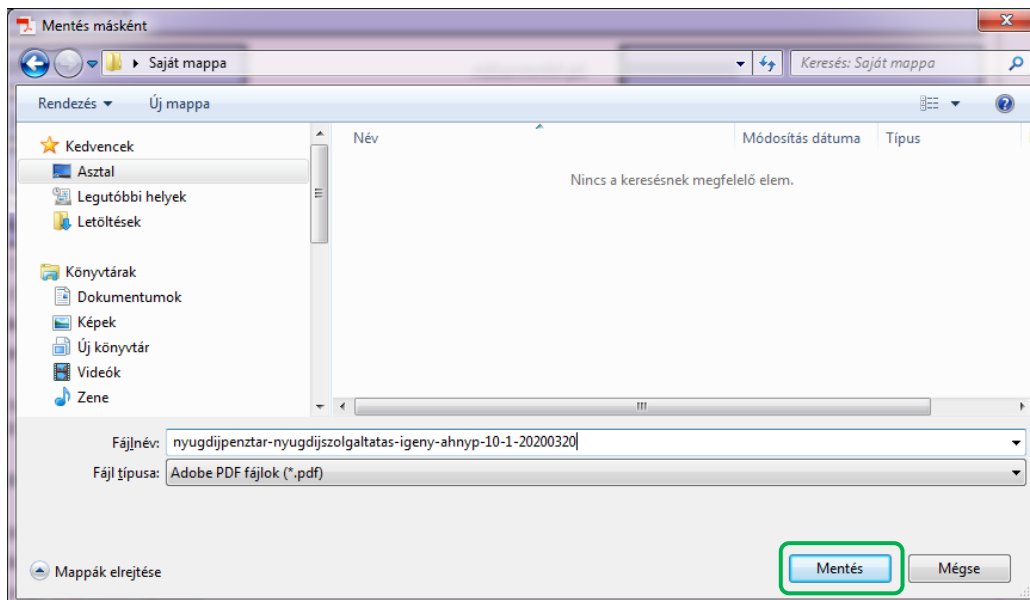 Mentés másként
Saját mappa
Keresés: Saját mappa
Rendezés Új mappa
Kedvencek
Asztal
Legutóbbi helyek
Letöltések
Könyvtárak
Dokumentumok
Képek
Új könyvtár
Videók
Zene
Név Módosítás dátuma Típus
Nincs a keresésnek megfelelő elem.
Fájlnév: nyugdijpenztar-nyugdijszolgaltatas-igeny-ahnyp-10-1-20200320
Fájl típusa: Adobe PDF fájlok (*.pdf)
Mappák elrejtése
Mentés Mégse